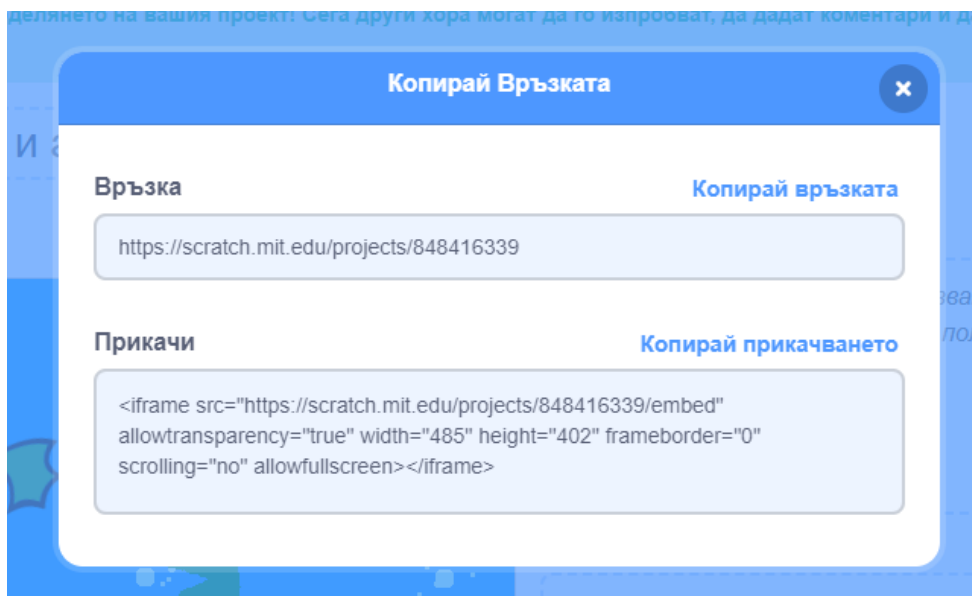 делянето на вашия проект! Сега други хора могат да го изпробват, да дадат коментари и д
Копирай Връзката
И а
Връзка
Копирай връзката
https://scratch.mit.edu/projects/848416339
Прикачи
Копирай прикачването
<iframe src="https://scratch.mit.edu/projects/848416339/embed"
allowtransparency="true" width="485" height="402" frameborder="0"
scrolling="no" allowfullscreen></iframe>